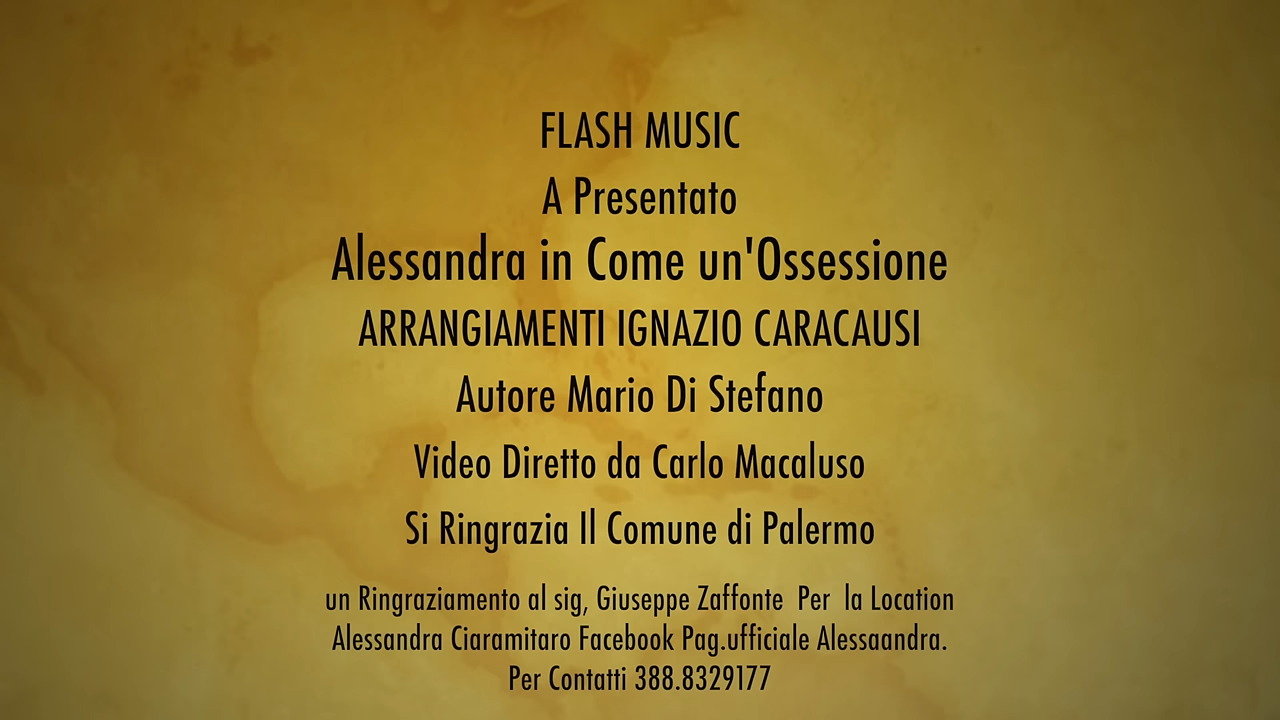 FLASH MUSIC
A Presentato
Alessandra in Come un'Ossessione
ARRANGIAMENTI IGNAZIO CARACAUSI
Autore Mario Di Stefano
Video Diretto da Carlo Macaluso
Si Ringrazia Il Comune di Palermo
un Ringraziamento al sig, Giuseppe Zaffonte  Per  la Location
Alessandra Ciaramitaro Facebook Pag.ufficiale Alessaandra.
Per Contatti 388.8329177